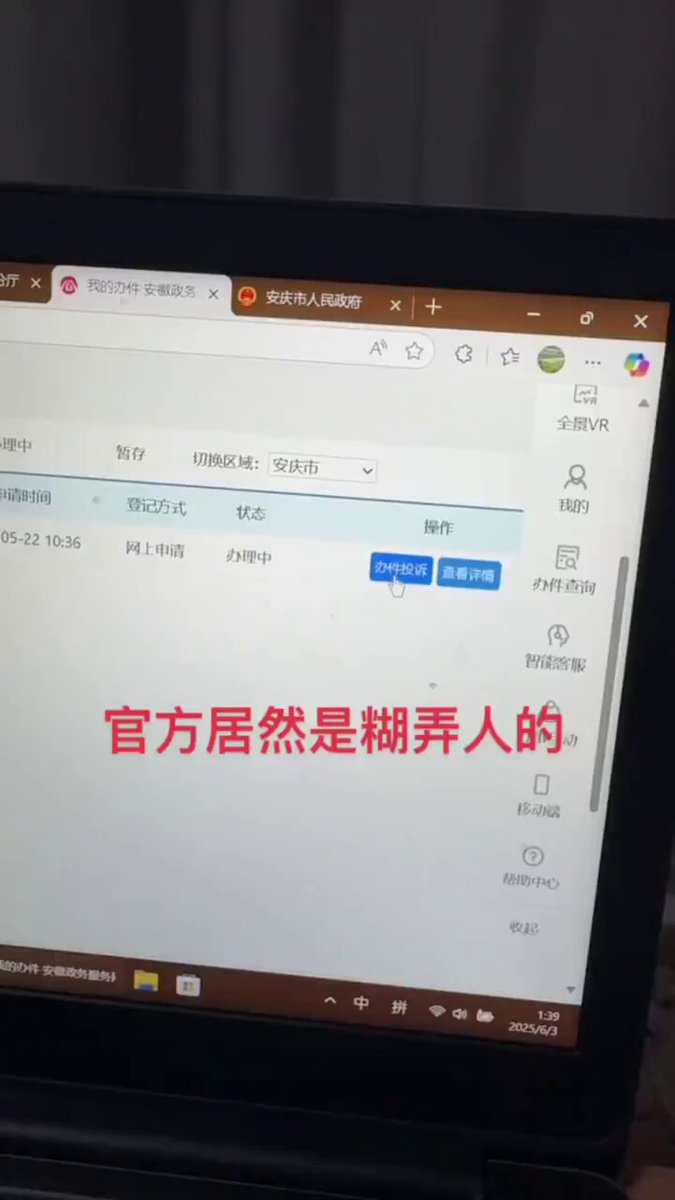 分厅
我的办件 安徽政务
安庆市人民政府
全景VR
办理中
暂存
切换区域：
安庆市
我的
申请时间
登记方式
状态
操作
05-22 10:36
网上申请
办理中
办件投诉
查看详情
办件查询
智能客服
官方居然是糊弄人的
移动端
帮助中心
收起
我的办件 安徽政务服务
中
拼
1:39
2025/6/3